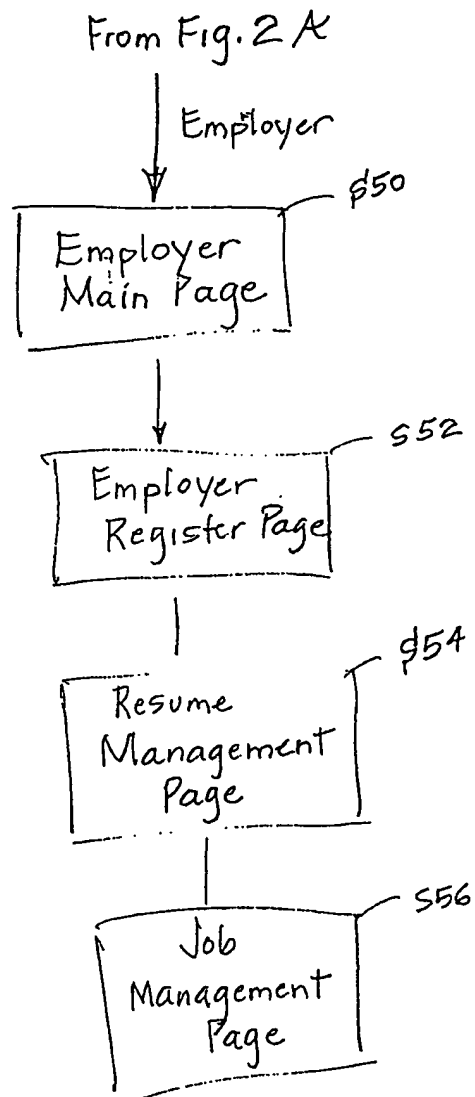 From Fig. 2A
Employer
S50
Employer
Main Page
S52
Employer
Register Page
S54
Resume
Management
Page
S56
Job
Management
Page